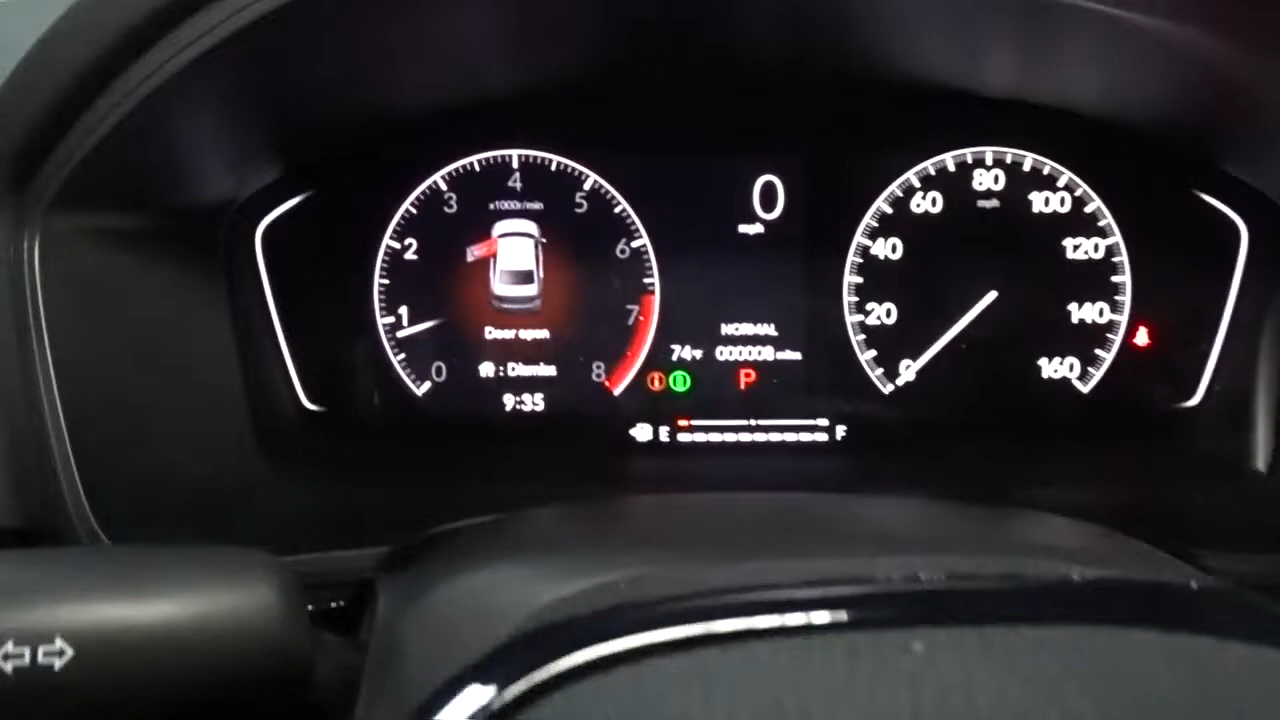 4
3
5
x1000r/min
2
6
1
7
0
8
Door open
: Dismiss
9:35
0
mph
NORMAL
74°F 000008 miles
P
E F
80
mph
60
100
40
120
20
140
0
160